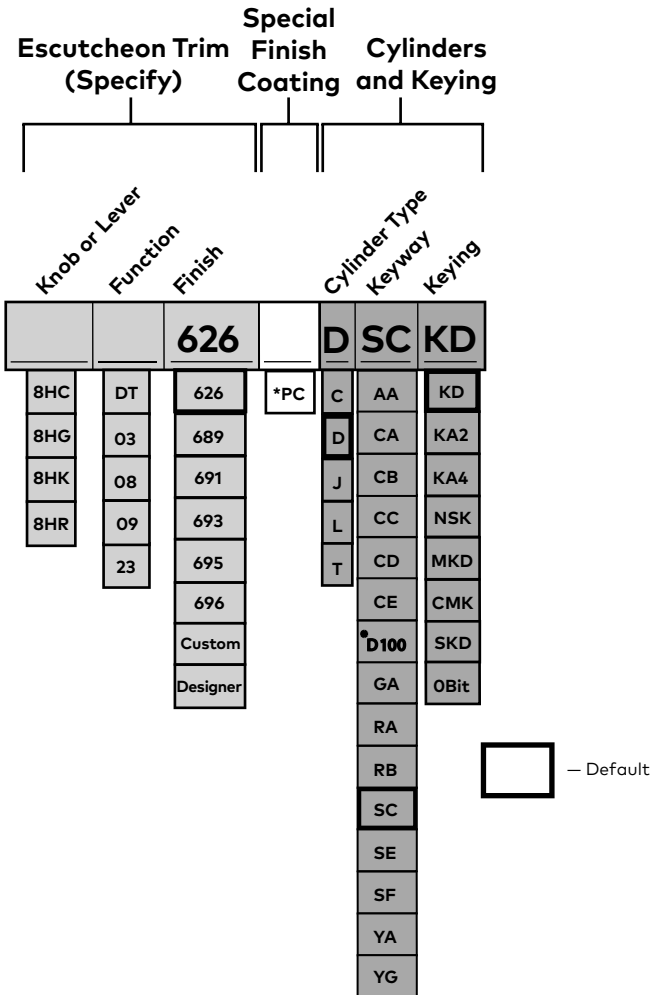 Escutcheon Trim
(Specify)
Special
Finish
Coating
Cylinders
and Keying
Knob or Lever
Function
Finish
Cylinder Type
Keyway
Keying
626 D SC KD
8HC DT 626 *PC C AA KD
8HG 03 689 D CA KA2
8HK 08 691 J CB KA4
8HR 09 693 L CC NSK
23 695 T CD MKD
696 CE CMK
Custom •D100 SKD
Designer GA 0Bit
RA
RB
— Default
SC
SE
SF
YA
YG